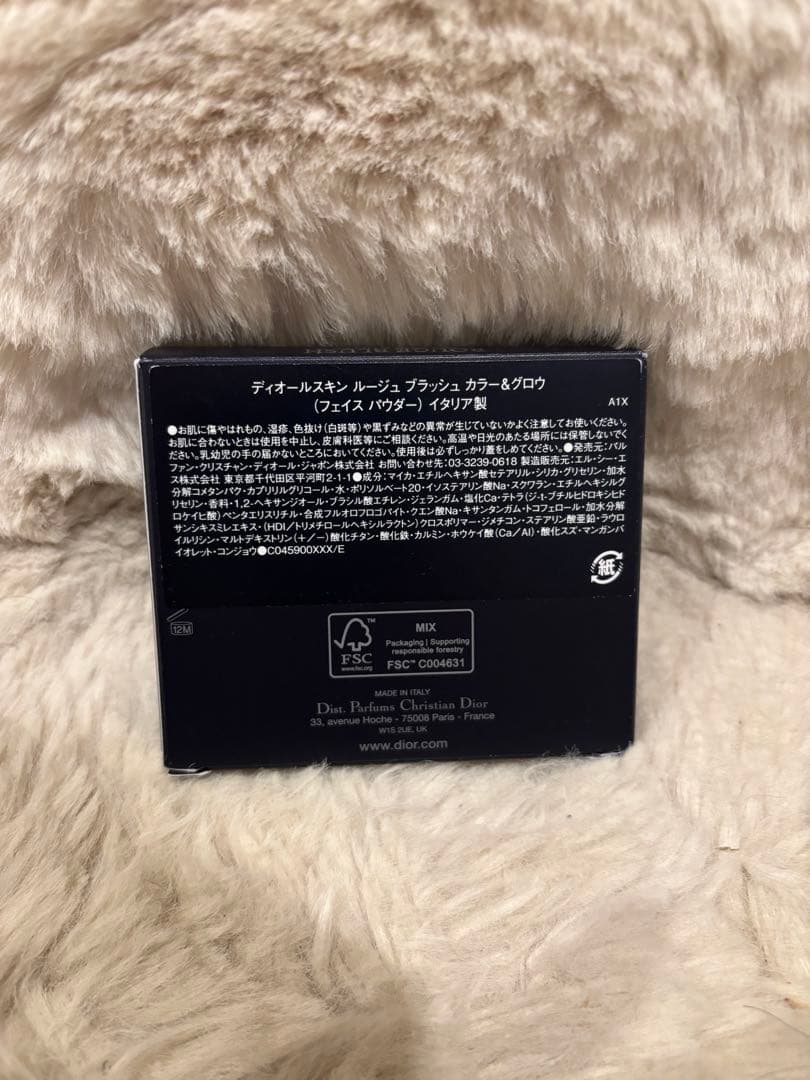 ROUGE BLUSH
ディオールスキン ルージュ ブラッシュ カラー&グロウ
(フェイス パウダー) イタリア製
A1X
●お肌に傷やはれもの、湿疹、色抜け(白斑等)や黒ずみなどの異常が生じていないかよく注意してお使いください。
お肌に合わないときは使用を中止し、皮膚科医等にご相談ください。高温や日光のあたる場所には保管しないでく
ださい。乳幼児の手の届かないところにおいてください。使用後は必ずしっかり蓋をしめてください。●発売元:パル
ファン・クリスチャン・ディオール・ジャポン株式会社 お問い合わせ先:03-3239-0618 製造販売元:エル・シー・エ
ス株式会社 東京都千代田区平河町2-1-1●成分:マイカ・エチルヘキサン酸セテアリル・シリカ・グリセリン・加水
分解コメタンパク・カプリリルグリコール・水・ポリソルベート20・イソステアリン酸Na・スクワラン・エチルヘキシルグ
リセリン・香料・1,2-ヘキサンジオール・ブラシル酸エチレン・ジェランガム・塩化Ca・テトラ(ジ-t-ブチルヒドロキシヒド
ロケイヒ酸)ペンタエリスリチル・合成フルオロフロゴパイト・クエン酸Na・キサンタンガム・トコフェロール・加水分解
サンシキスミレエキス・(HDI/トリメチロールヘキシルラクトン)クロスポリマー・ジメチコン・ステアリン酸亜鉛・ラウロ
イルリシン・マルトデキストリン(+/−)酸化チタン・酸化鉄・カルミン・ホウケイ酸(Ca/Al)・酸化スズ・マンガンバ
イオレット・コンジョウ●C045900XXX/E
紙
12M
FSC™
www.fsc.org
MIX
Packaging | Supporting
responsible forestry
FSC™ C004631
MADE IN ITALY
Dist. Parfums Christian Dior
33, avenue Hoche - 75008 Paris - France
W1S 2UE, UK
www.dior.com